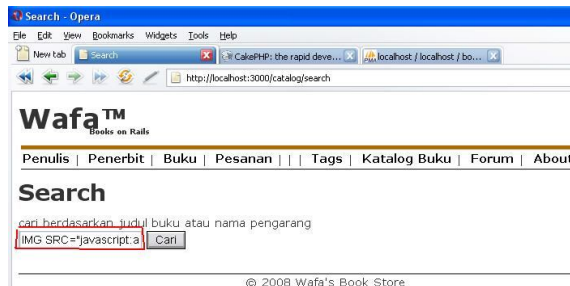 Search - Opera
File Edit View Bookmarks Widgets Tools Help
New tab Search CakePHP: the rapid deve... localhost / localhost / bo...
http://localhost:3000/catalog/search
Wafa™
Books on Rails
Penulis | Penerbit | Buku | Pesanan | | | Tags | Katalog Buku | Forum | About
Search
cari berdasarkan judul buku atau nama pengarang
IMG SRC="javascript:a Cari
© 2008 Wafa's Book Store